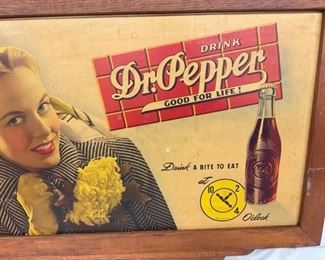 DRINK
Dr. Pepper
GOOD FOR LIFE!
Drink A BITE TO EAT
at
10 2
4
O'Clock